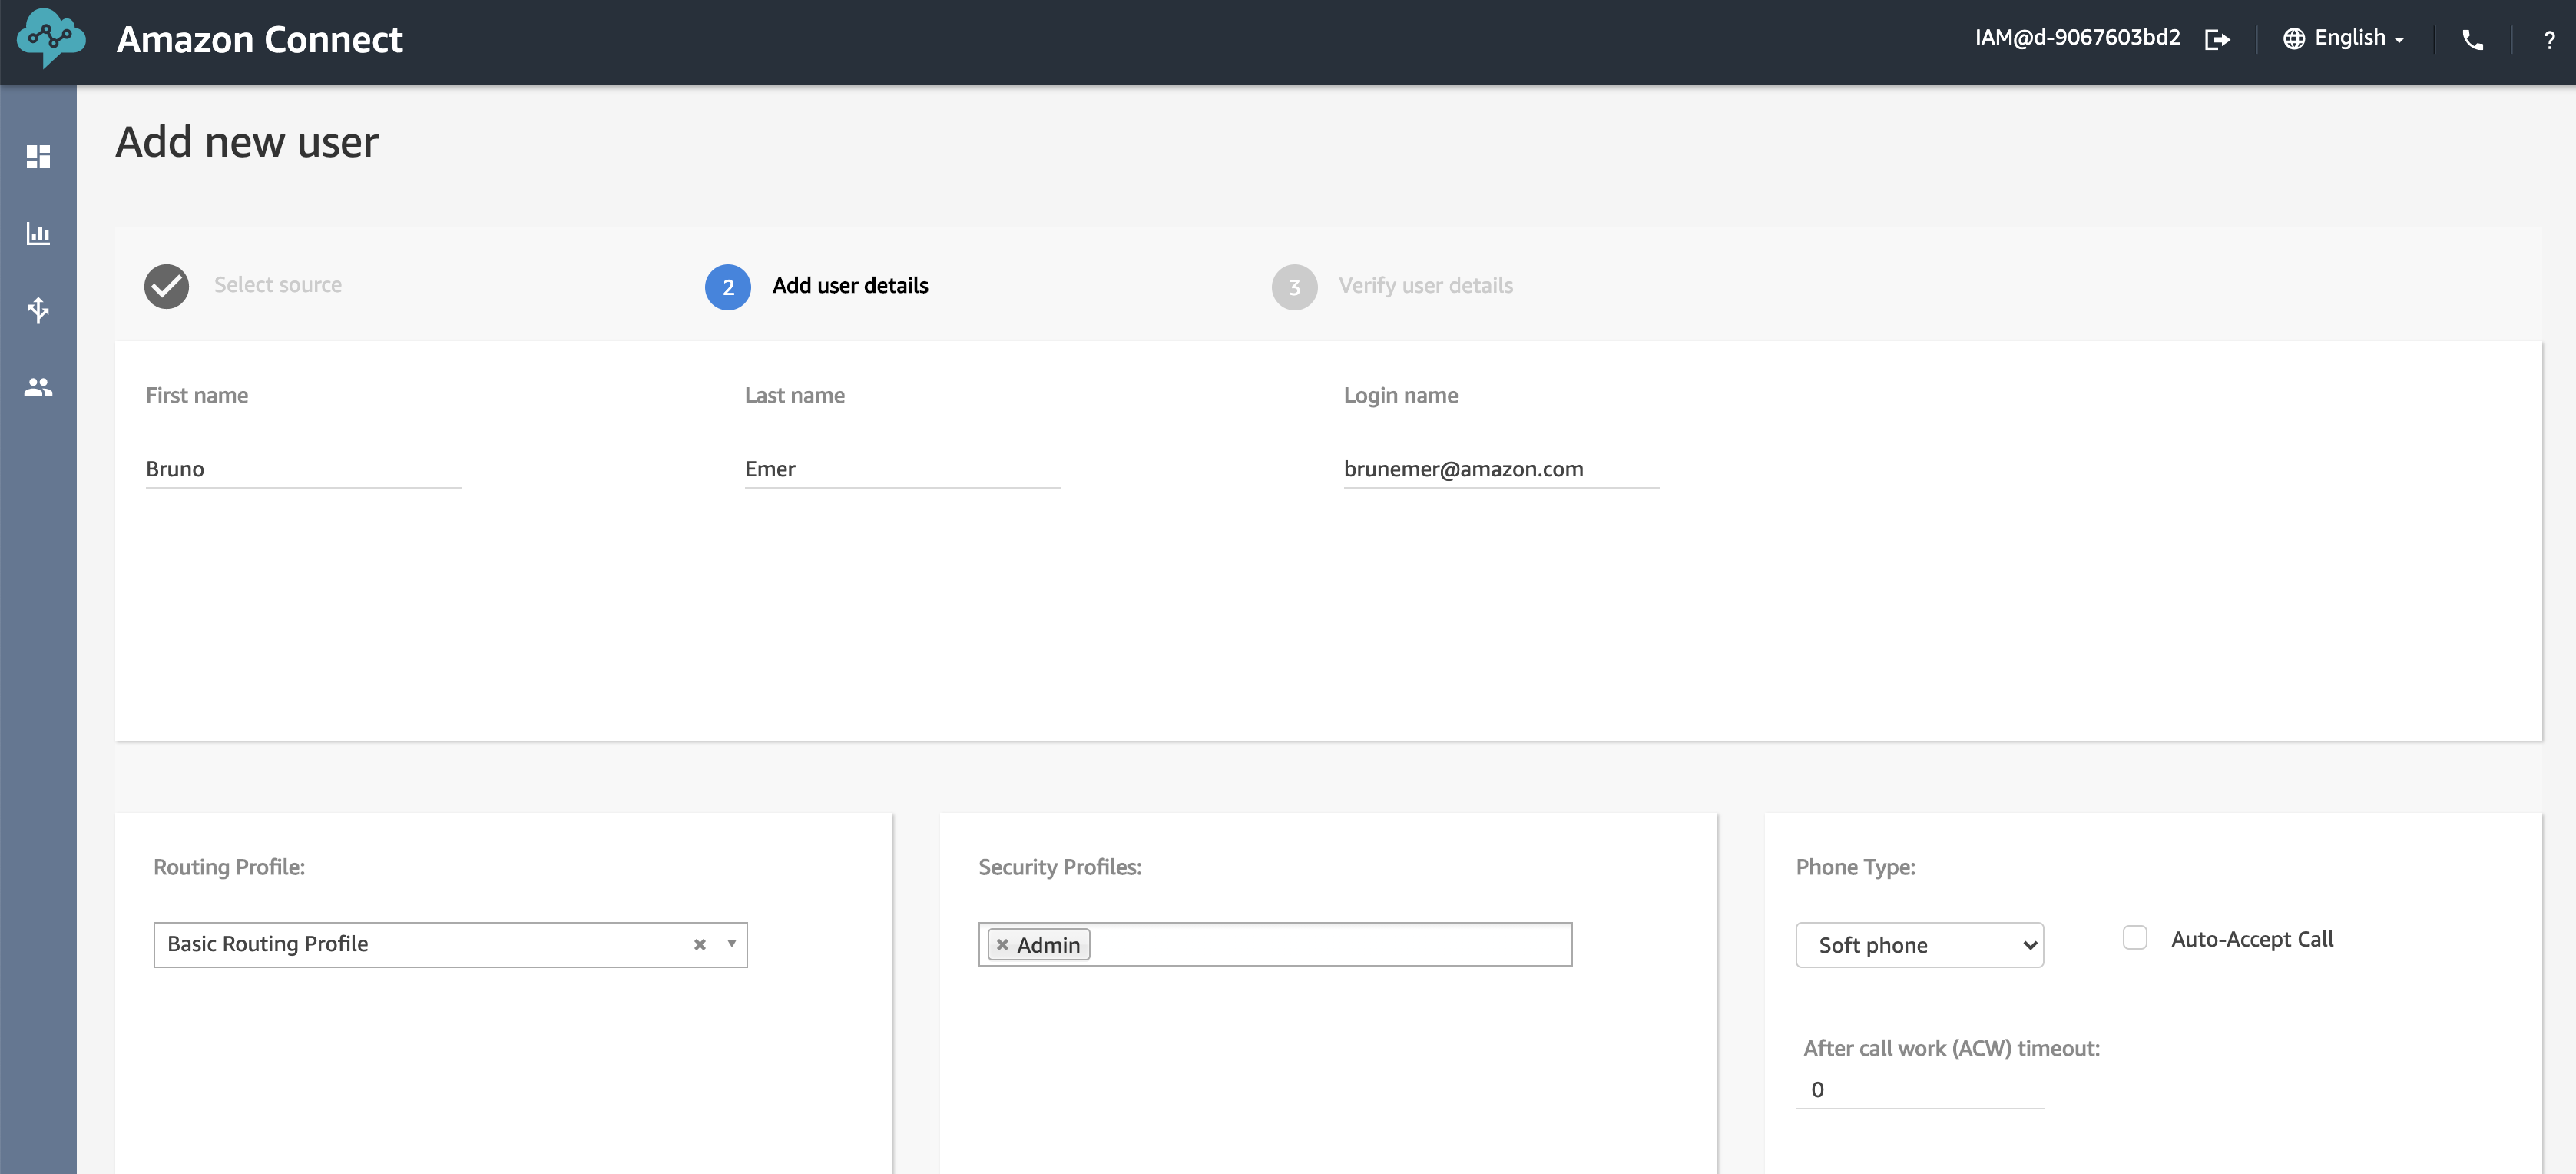 Amazon Connect
IAM@d-9067603bd2
English
?
Add new user
Select source
2 Add user details
3 Verify user details
First name
Last name
Login name
Bruno
Emer
brunemer@amazon.com
Routing Profile:
Basic Routing Profile
Security Profiles:
Admin
Phone Type:
Soft phone
Auto-Accept Call
After call work (ACW) timeout:
0